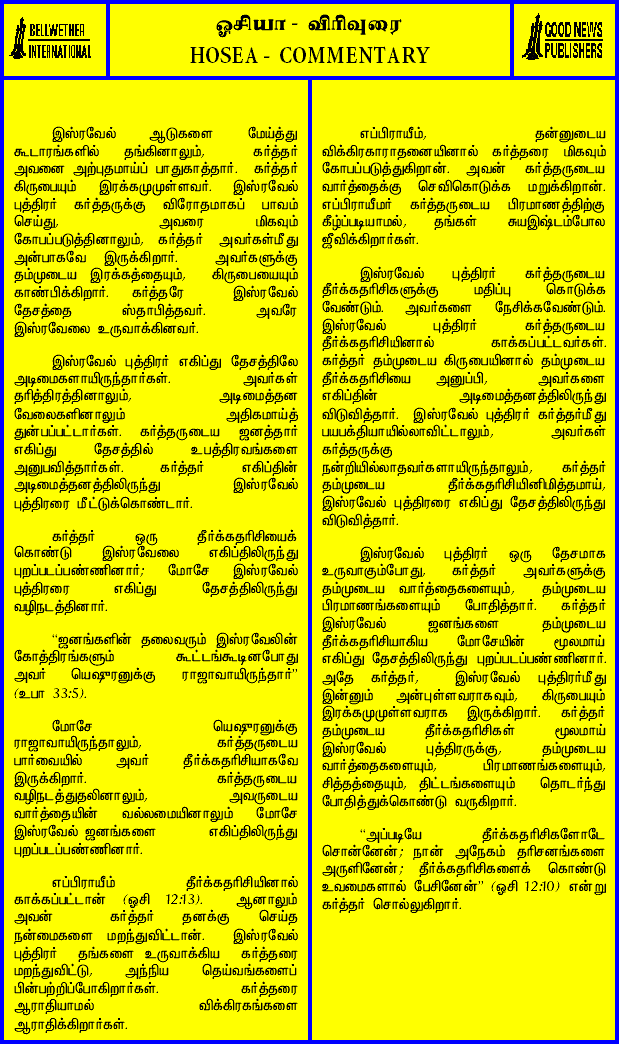 BELLWETHER
INTERNATIONAL
ஓசியா - விரிவுரை
HOSEA - COMMENTARY
GOOD NEWS
PUBLISHERS
இஸ்ரவேல் ஆடுகளை மேய்த்து
கூடாரங்களில் தங்கினாலும், கர்த்தர்
அவனை அற்புதமாய்ப் பாதுகாத்தார். கர்த்தர்
கிருபையும் இரக்கமுமுள்ளவர். இஸ்ரவேல்
புத்திரர் கர்த்தருக்கு விரோதமாகப் பாவம்
செய்து, அவரை மிகவும்
கோபப்படுத்தினாலும், கர்த்தர் அவர்கள்மீது
அன்பாகவே இருக்கிறார். அவர்களுக்கு
தம்முடைய இரக்கத்தையும், கிருபையையும்
காண்பிக்கிறார். கர்த்தரே இஸ்ரவேல்
தேசத்தை ஸ்தாபித்தவர். அவரே
இஸ்ரவேலை உருவாக்கினவர்.
இஸ்ரவேல் புத்திரர் எகிப்து தேசத்திலே
அடிமைகளாயிருந்தார்கள். அவர்கள்
தரித்திரத்தினாலும், அடிமைத்தன
வேலைகளினாலும் அதிகமாய்த்
துன்பப்பட்டார்கள். கர்த்தருடைய ஜனத்தார்
எகிப்து தேசத்தில் உபத்திரவங்களை
அனுபவித்தார்கள். கர்த்தர் எகிப்தின்
அடிமைத்தனத்திலிருந்து இஸ்ரவேல்
புத்திரரை மீட்டுக்கொண்டார்.
கர்த்தர் ஒரு தீர்க்கதரிசியைக்
கொண்டு இஸ்ரவேலை எகிப்திலிருந்து
புறப்படப்பண்ணினார்; மோசே இஸ்ரவேல்
புத்திரரை எகிப்து தேசத்திலிருந்து
வழிநடத்தினார்.
“ஜனங்களின் தலைவரும் இஸ்ரவேலின்
கோத்திரங்களும் கூட்டங்கூடினபோது
அவர் யெஷுரனுக்கு ராஜாவாயிருந்தார்”
(உபா 33:5).
மோசே யெஷுரனுக்கு
ராஜாவாயிருந்தாலும், கர்த்தருடைய
பார்வையில் அவர் தீர்க்கதரிசியாகவே
இருக்கிறார். கர்த்தருடைய
வழிநடத்துதலினாலும், அவருடைய
வார்த்தையின் வல்லமையினாலும் மோசே
இஸ்ரவேல் ஜனங்களை எகிப்திலிருந்து
புறப்படப்பண்ணினார்.
எப்பிராயீம் தீர்க்கதரிசியினால்
காக்கப்பட்டான் (ஓசி 12:13). ஆனாலும்
அவன் கர்த்தர் தனக்கு செய்த
நன்மைகளை மறந்துவிட்டான். இஸ்ரவேல்
புத்திரர் தங்களை உருவாக்கிய கர்த்தரை
மறந்துவிட்டு, அந்நிய தெய்வங்களைப்
பின்பற்றிப்போகிறார்கள். கர்த்தரை
ஆராதியாமல் விக்கிரகங்களை
ஆராதிக்கிறார்கள்.
எப்பிராயீம், தன்னுடைய
விக்கிரகாராதனையினால் கர்த்தரை மிகவும்
கோபப்படுத்துகிறான். அவன் கர்த்தருடைய
வார்த்தைக்கு செவிகொடுக்க மறுக்கிறான்.
எப்பிராயீமர் கர்த்தருடைய பிரமாணத்திற்கு
கீழ்ப்படியாமல், தங்கள் சுயஇஷ்டம்போல
ஜீவிக்கிறார்கள்.
இஸ்ரவேல் புத்திரர் கர்த்தருடைய
தீர்க்கதரிசிகளுக்கு மதிப்பு கொடுக்க
வேண்டும். அவர்களை நேசிக்கவேண்டும்.
இஸ்ரவேல் புத்திரர் கர்த்தருடைய
தீர்க்கதரிசியினால் காக்கப்பட்டவர்கள்.
கர்த்தர் தம்முடைய கிருபையினால் தம்முடைய
தீர்க்கதரிசியை அனுப்பி, அவர்களை
எகிப்தின் அடிமைத்தனத்திலிருந்து
விடுவித்தார். இஸ்ரவேல் புத்திரர் கர்த்தர்மீது
பயபக்தியாயில்லாவிட்டாலும், அவர்கள்
கர்த்தருக்கு
நன்றியில்லாதவர்களாயிருந்தாலும், கர்த்தர்
தம்முடைய தீர்க்கதரிசியினிமித்தமாய்,
இஸ்ரவேல் புத்திரரை எகிப்து தேசத்திலிருந்து
விடுவித்தார்.
இஸ்ரவேல் புத்திரர் ஒரு தேசமாக
உருவாகும்போது, கர்த்தர் அவர்களுக்கு
தம்முடைய வார்த்தைகளையும், தம்முடைய
பிரமாணங்களையும் போதித்தார். கர்த்தர்
இஸ்ரவேல் ஜனங்களை தம்முடைய
தீர்க்கதரிசியாகிய மோசேயின் மூலமாய்
எகிப்து தேசத்திலிருந்து புறப்படப்பண்ணினார்.
அதே கர்த்தர், இஸ்ரவேல் புத்திரர்மீது
இன்னும் அன்புள்ளவராகவும், கிருபையும்
இரக்கமுமுள்ளவராக இருக்கிறார். கர்த்தர்
தம்முடைய தீர்க்கதரிசிகள் மூலமாய்
இஸ்ரவேல் புத்திரருக்கு, தம்முடைய
வார்த்தைகளையும், பிரமாணங்களையும்,
சித்தத்தையும், திட்டங்களையும் தொடர்ந்து
போதித்துக்கொண்டு வருகிறார்.
“அப்படியே தீர்க்கதரிசிகளோடே
சொன்னேன்; நான் அநேகம் தரிசனங்களை
அருளினேன்; தீர்க்கதரிசிகளைக் கொண்டு
உவமைகளால் பேசினேன்” (ஓசி 12:10) என்று
கர்த்தர் சொல்லுகிறார்.